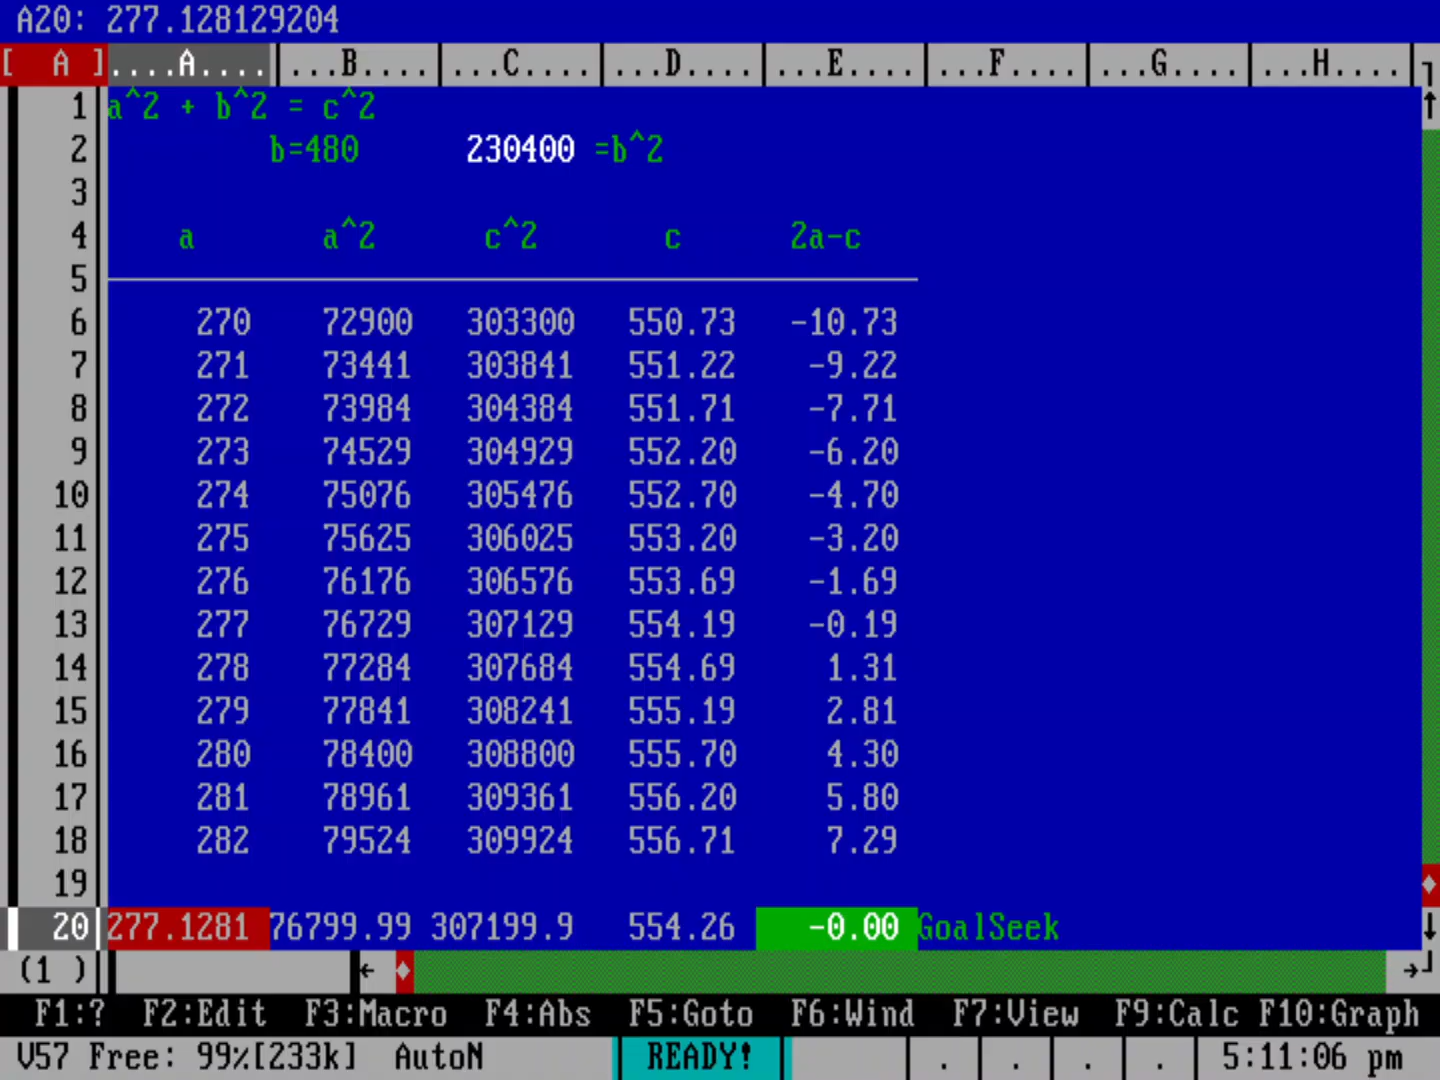 A20: 277.128129204
[ A ]....A.... ...B.... ...C.... ...D.... ...E.... ...F.... ...G.... ...H....
1 a^2 + b^2 = c^2
2 b=480 230400 =b^2
3
4 a a^2 c^2 c 2a-c
5
6 270 72900 303300 550.73 -10.73
7 271 73441 303841 551.22 -9.22
8 272 73984 304384 551.71 -7.71
9 273 74529 304929 552.20 -6.20
10 274 75076 305476 552.70 -4.70
11 275 75625 306025 553.20 -3.20
12 276 76176 306576 553.69 -1.69
13 277 76729 307129 554.19 -0.19
14 278 77284 307684 554.69 1.31
15 279 77841 308241 555.19 2.81
16 280 78400 308800 555.70 4.30
17 281 78961 309361 556.20 5.80
18 282 79524 309924 556.71 7.29
19
20 277.1281 76799.99 307199.9 554.26 -0.00 GoalSeek
(1 )
F1:? F2:Edit F3:Macro F4:Abs F5:Goto F6:Wind F7:View F9:Calc F10:Graph
V57 Free: 99%[233k] AutoN READY! . . . . 5:11:06 pm